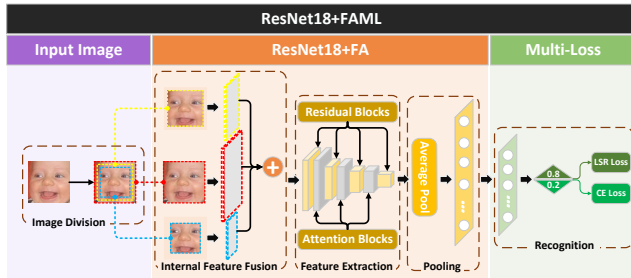 ResNet18+FAML
Input Image
ResNet18+FA
Multi-Loss
Residual Blocks
Average Pool
0.8
0.2
LSR Loss
CE Loss
Image Division
Attention Blocks
Internal Feature Fusion
Feature Extraction
Pooling
Recognition